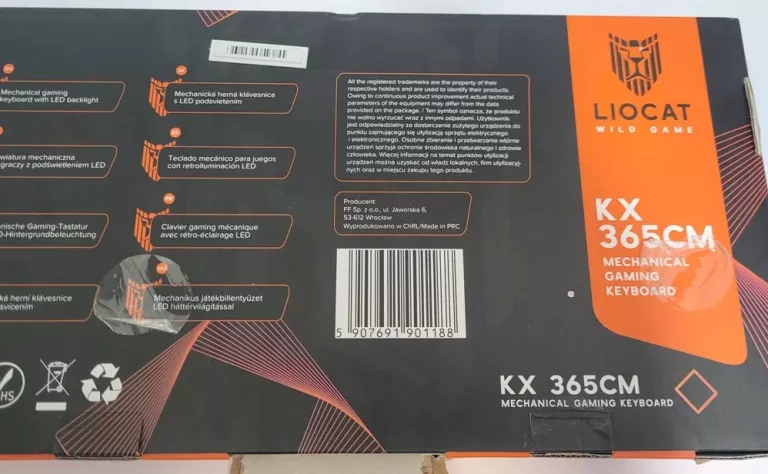 Mechanical gaming
keyboard with LED backlight
wiatura mechaniczna
graczy z podświetleniem LED
nische Gaming-Tastatur
D-Hintergrundbeleuchtung
ká herní klávesnice
svícením
HS
SK
Mechanická herná klávesnica
s LED podsvietením
ES
Teclado mecánico para juegos
con retroiluminación LED
FR
Clavier gaming mécanique
avec rétro-éclairage LED
HU
Mechanikus játékbillentyűzet
LED háttérvilágítással
All the registered trademarks are the property of their
respective holders and are used to identify their products.
Owing to continuous product improvement actual technical
parameters of the equipment may differ from the data
provided on the package. / Ten symbol oznacza, że produktu
nie wolno wyrzucać wraz z innymi odpadami. Użytkownik
jest odpowiedzialny za dostarczenie zużytego urządzenia do
punktu zajmującego się utylizacją sprzętu elektrycznego
i elektronicznego. Osobne zbieranie i przetwarzanie wtórne
urządzeń sprzyja ochronie środowiska naturalnego i zdrowie
człowieka. Więcej informacji na temat punktów utylizacji
urządzeń można uzyskać od władz lokalnych, firm utylizacyj-
nych oraz w miejscu zakupu tego produktu.
Producent:
FF Sp. z o.o., ul. Jaworska 6,
53-612 Wrocław
Wyprodukowano w ChRL/Made in PRC
5 907691 901188
LIOCAT
WILD GAME
KX
365CM
MECHANICAL
GAMING
KEYBOARD
KX 365CM
MECHANICAL GAMING KEYBOARD